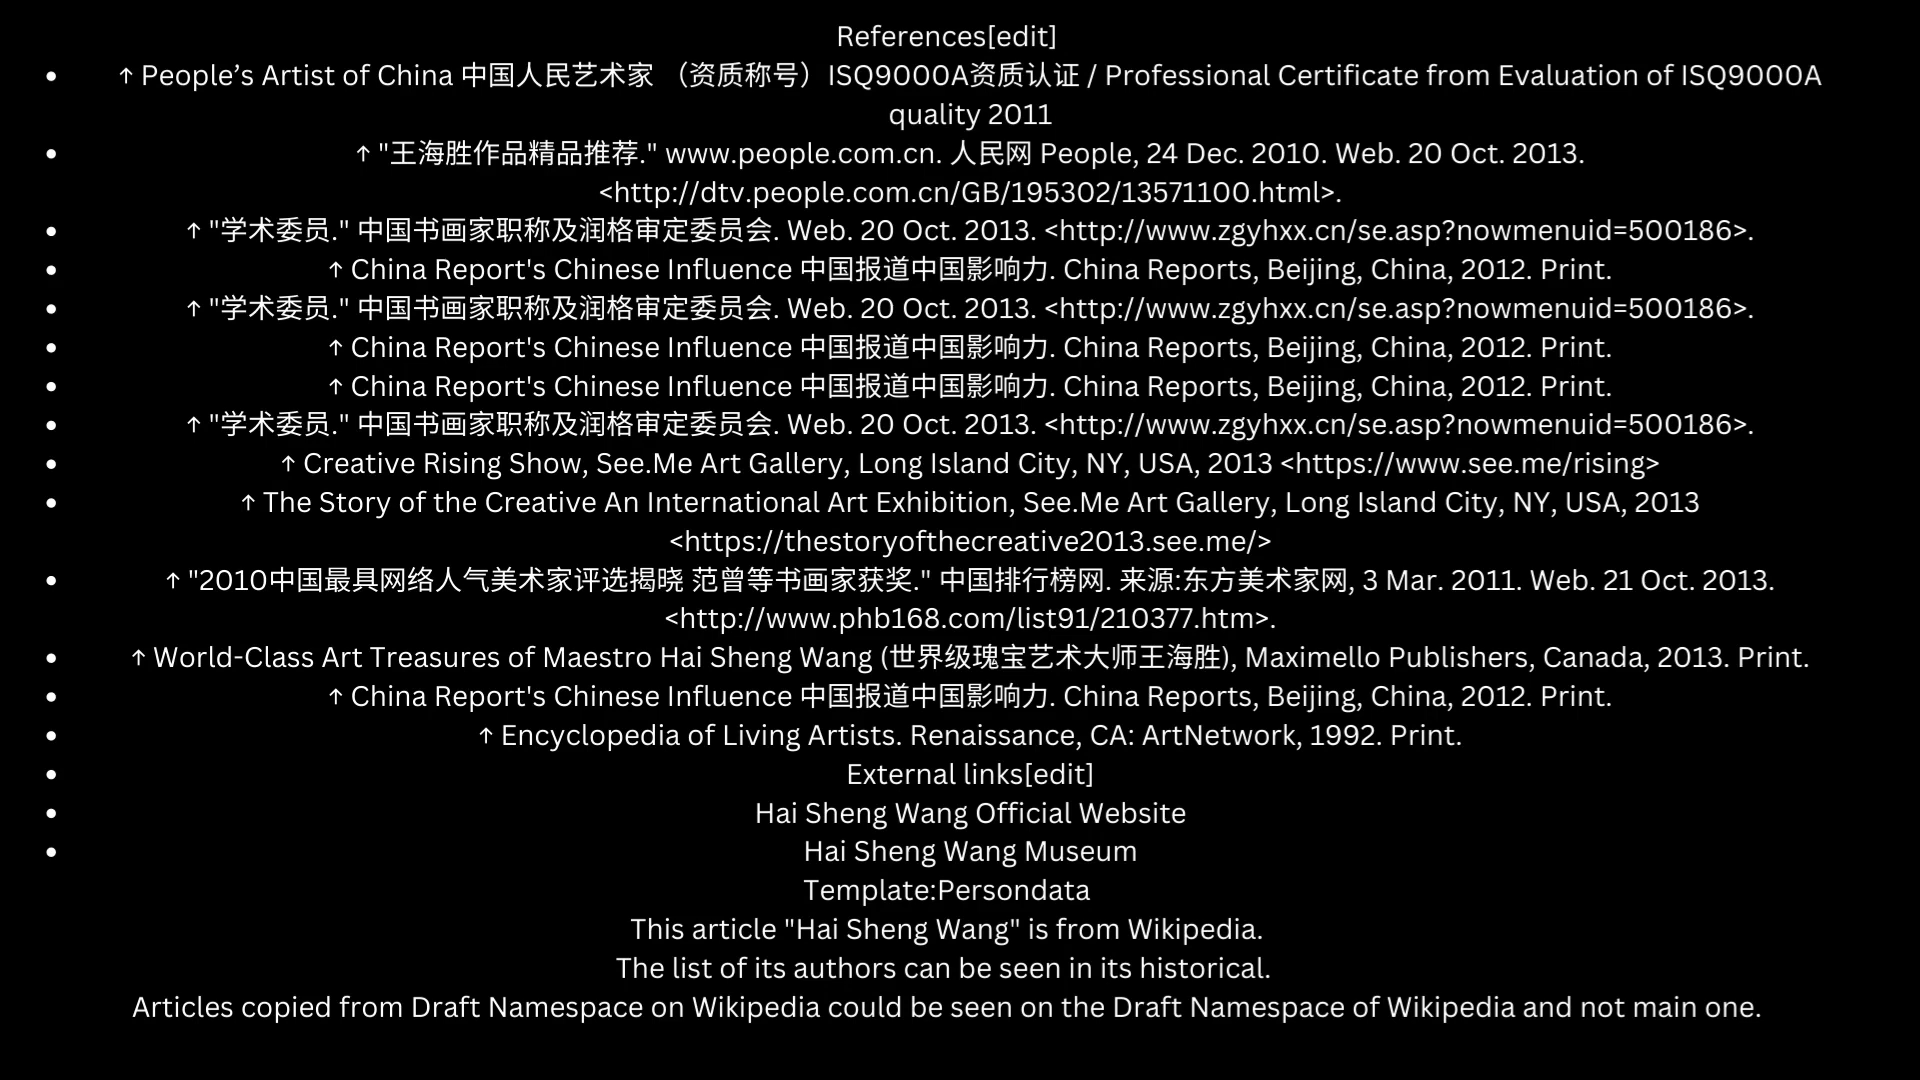 References[edit]
• ↑ People’s Artist of China 中国人民艺术家 （资质称号）ISQ9000A资质认证 / Professional Certificate from Evaluation of ISQ9000A
quality 2011
• ↑ "王海胜作品精品推荐." www.people.com.cn. 人民网 People, 24 Dec. 2010. Web. 20 Oct. 2013.
<http://dtv.people.com.cn/GB/195302/13571100.html>.
• ↑ "学术委员." 中国书画家职称及润格审定委员会. Web. 20 Oct. 2013. <http://www.zgyhxx.cn/se.asp?nowmenuid=500186>.
• ↑ China Report's Chinese Influence 中国报道中国影响力. China Reports, Beijing, China, 2012. Print.
• ↑ "学术委员." 中国书画家职称及润格审定委员会. Web. 20 Oct. 2013. <http://www.zgyhxx.cn/se.asp?nowmenuid=500186>.
• ↑ China Report's Chinese Influence 中国报道中国影响力. China Reports, Beijing, China, 2012. Print.
• ↑ China Report's Chinese Influence 中国报道中国影响力. China Reports, Beijing, China, 2012. Print.
• ↑ "学术委员." 中国书画家职称及润格审定委员会. Web. 20 Oct. 2013. <http://www.zgyhxx.cn/se.asp?nowmenuid=500186>.
• ↑ Creative Rising Show, See.Me Art Gallery, Long Island City, NY, USA, 2013 <https://www.see.me/rising>
• ↑ The Story of the Creative An International Art Exhibition, See.Me Art Gallery, Long Island City, NY, USA, 2013
<https://thestoryofthecreative2013.see.me/>
• ↑ "2010中国最具网络人气美术家评选揭晓 范曾等书画家获奖." 中国排行榜网. 来源:东方美术家网, 3 Mar. 2011. Web. 21 Oct. 2013.
<http://www.phb168.com/list91/210377.htm>.
• ↑ World-Class Art Treasures of Maestro Hai Sheng Wang (世界级瑰宝艺术大师王海胜), Maximello Publishers, Canada, 2013. Print.
• ↑ China Report's Chinese Influence 中国报道中国影响力. China Reports, Beijing, China, 2012. Print.
• ↑ Encyclopedia of Living Artists. Renaissance, CA: ArtNetwork, 1992. Print.
• External links[edit]
• Hai Sheng Wang Official Website
• Hai Sheng Wang Museum
Template:Persondata
This article "Hai Sheng Wang" is from Wikipedia.
The list of its authors can be seen in its historical.
Articles copied from Draft Namespace on Wikipedia could be seen on the Draft Namespace of Wikipedia and not main one.